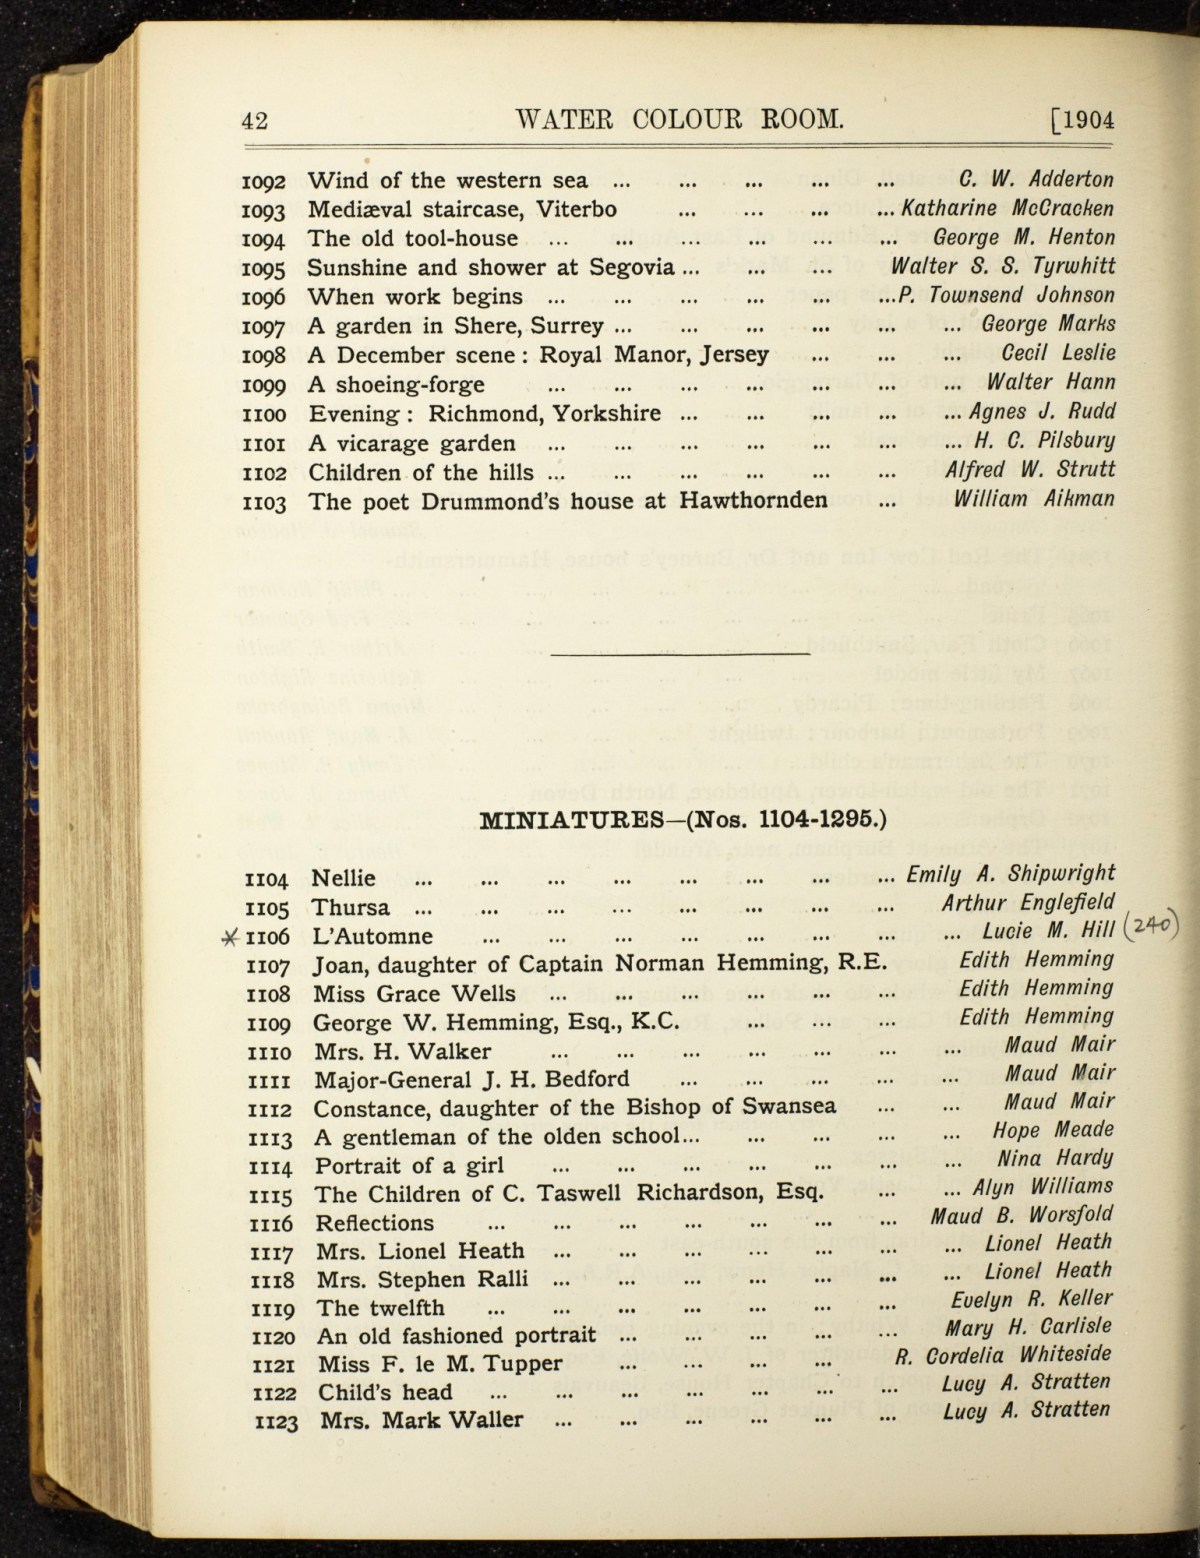 42 WATER COLOUR ROOM. [1904
1092 Wind of the western sea ... ... ... ... ... C. W. Adderton
1093 Mediæval staircase, Viterbo ... ... ... ... Katharine McCracken
1094 The old tool-house ... ... ... ... ... ... George M. Henton
1095 Sunshine and shower at Segovia ... ... ... Walter S. S. Tyrwhitt
1096 When work begins ... ... ... ... ... ... P. Townsend Johnson
1097 A garden in Shere, Surrey ... ... ... ... ... ... George Marks
1098 A December scene : Royal Manor, Jersey ... ... ... Cecil Leslie
1099 A shoeing-forge ... ... ... ... ... ... ... Walter Hann
1100 Evening : Richmond, Yorkshire ... ... ... ... ... Agnes J. Rudd
1101 A vicarage garden ... ... ... ... ... ... ... H. C. Pilsbury
1102 Children of the hills ... ... ... ... ... ... Alfred W. Strutt
1103 The poet Drummond's house at Hawthornden ... William Aikman
MINIATURES—(Nos. 1104-1295.)
1104 Nellie ... ... ... ... ... ... ... ... Emily A. Shipwright
1105 Thursa ... ... ... ... ... ... ... ... Arthur Englefield
* 1106 L'Automne ... ... ... ... ... ... ... ... Lucie M. Hill (240)
1107 Joan, daughter of Captain Norman Hemming, R.E. Edith Hemming
1108 Miss Grace Wells ... ... ... ... ... ... Edith Hemming
1109 George W. Hemming, Esq., K.C. ... ... ... Edith Hemming
1110 Mrs. H. Walker ... ... ... ... ... ... ... Maud Mair
1111 Major-General J. H. Bedford ... ... ... ... ... Maud Mair
1112 Constance, daughter of the Bishop of Swansea ... ... Maud Mair
1113 A gentleman of the olden school ... ... ... ... ... Hope Meade
1114 Portrait of a girl ... ... ... ... ... ... ... Nina Hardy
1115 The Children of C. Taswell Richardson, Esq. ... ... Alyn Williams
1116 Reflections ... ... ... ... ... ... ... Maud B. Worsfold
1117 Mrs. Lionel Heath ... ... ... ... ... ... ... Lionel Heath
1118 Mrs. Stephen Ralli ... ... ... ... ... ... ... Lionel Heath
1119 The twelfth ... ... ... ... ... ... ... Evelyn R. Keller
1120 An old fashioned portrait ... ... ... ... ... Mary H. Carlisle
1121 Miss F. le M. Tupper ... ... ... ... R. Cordelia Whiteside
1122 Child's head ... ... ... ... ... ... ... Lucy A. Stratten
1123 Mrs. Mark Waller ... ... ... ... ... ... Lucy A. Stratten